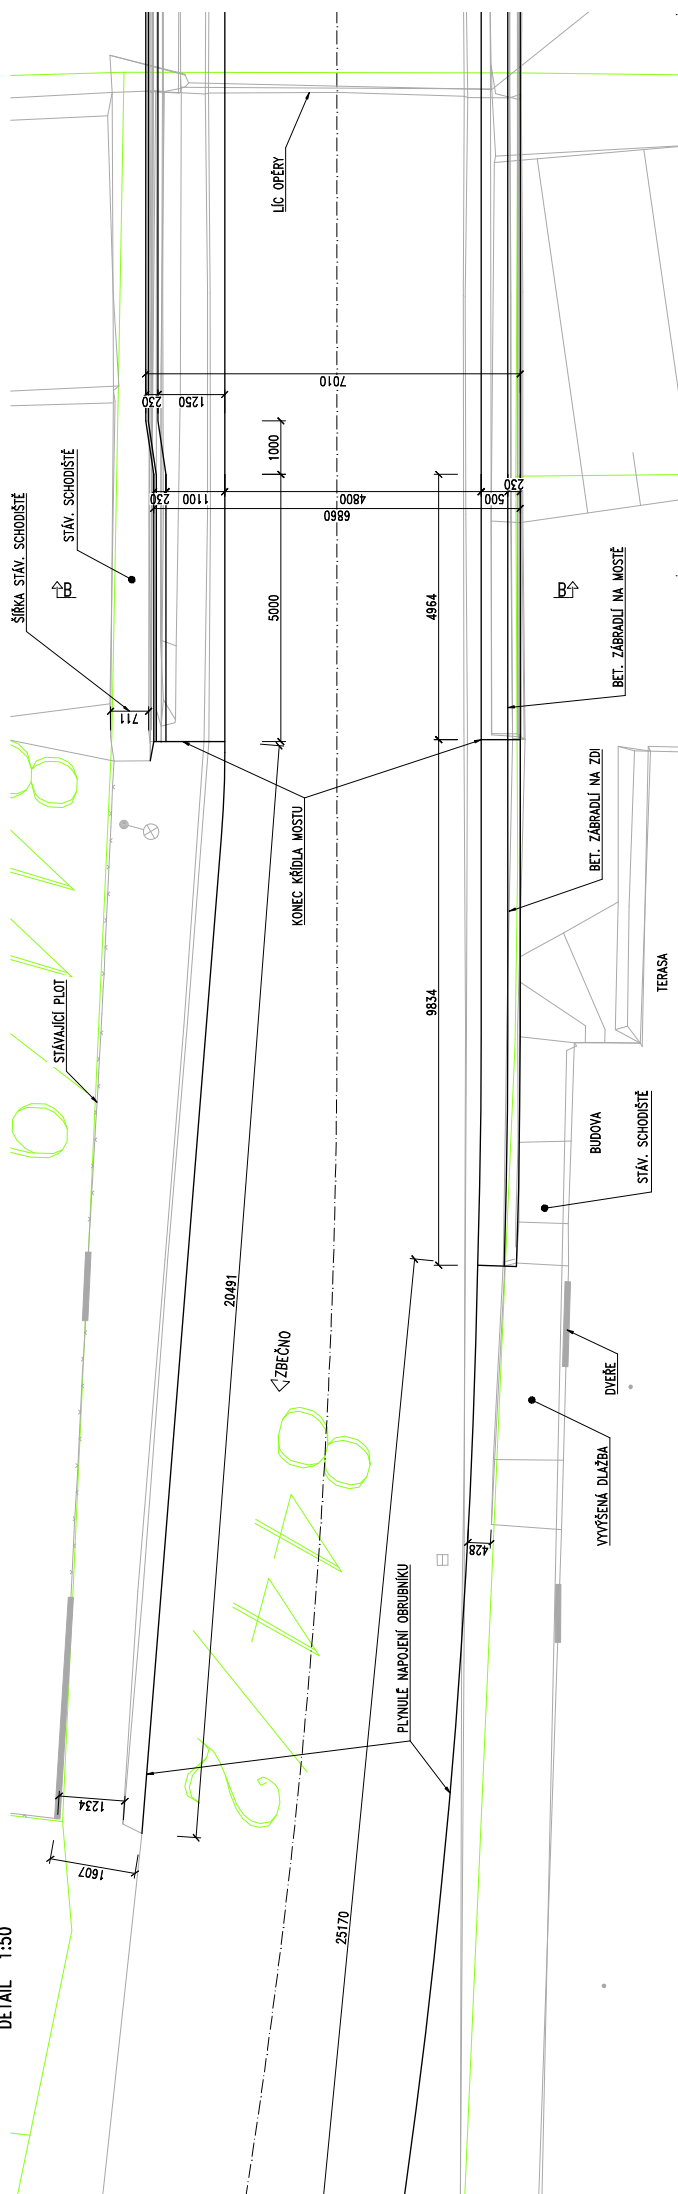 LÍC OPĚRY
7010
230
1250
1000
STÁV. SCHODIŠTĚ
ŠÍŘKA STÁV. SCHODIŠTĚ
230
1100
4800
500
230
6860
B
B
5000
4964
711
BET. ZÁBRADLÍ NA MOSTĚ
KONEC KŘÍDLA MOSTU
BET. ZÁBRADLÍ NA ZDI
STÁVAJÍCÍ PLOT
9834
TERASA
BUDOVA
STÁV. SCHODIŠTĚ
20491
ZBEČNO
DVEŘE
VYVÝŠENÁ DLAŽBA
428
844/2
PLYNULÉ NAPOJENÍ OBRUBNÍKU
1234
1607
25170
DETAIL 1:50